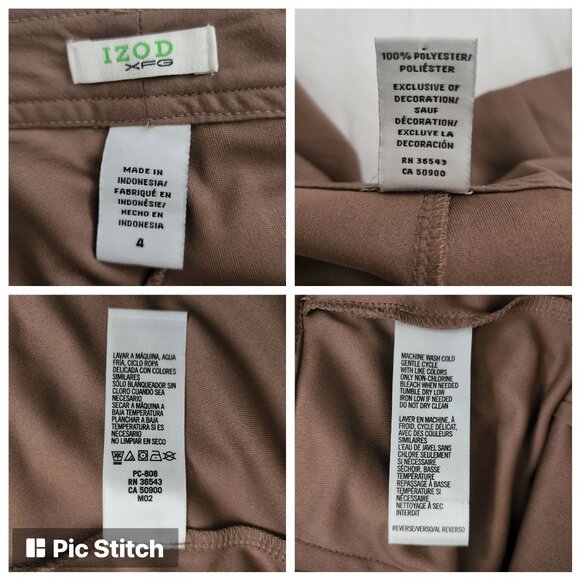 IZOD
XFG
MADE IN
INDONESIA/
FABRIQUÉ EN
INDONÉSIE/
HECHO EN
INDONESIA
4
100% POLYESTER/
POLIÉSTER
EXCLUSIVE OF
DECORATION/
SAUF
DÉCORATION/
EXCLUYE LA
DECORACIÓN
RN 36543
CA 50900
LAVAR A MÁQUINA, AGUA
FRÍA, CICLO ROPA
DELICADA CON COLORES
SIMILARES
SÓLO BLANQUEADOR SIN
CLORO CUANDO SEA
NECESARIO
SECAR A MÁQUINA A
BAJA TEMPERATURA
PLANCHAR A BAJA
TEMPERATURA SI ES
NECESARIO
NO LIMPIAR EN SECO
PC-808
RN 36543
CA 50900
M02
MACHINE WASH COLD
GENTLE CYCLE
WITH LIKE COLORS
ONLY NON-CHLORINE
BLEACH WHEN NEEDED
TUMBLE DRY LOW
IRON LOW IF NEEDED
DO NOT DRY CLEAN
LAVER EN MACHINE, À
FROID, CYCLE DÉLICAT,
AVEC DES COULEURS
SIMILAIRES
L'EAU DE JAVEL SANS
CHLORE SEULEMENT
SI NÉCESSAIRE
SÉCHOIR, BASSE
TEMPÉRATURE
REPASSAGE À BASSE
TEMPÉRATURE SI
NÉCESSAIRE
NETTOYAGE À SEC
INTERDIT
REVERSE/VERSO/AL REVERSO
Pic Stitch